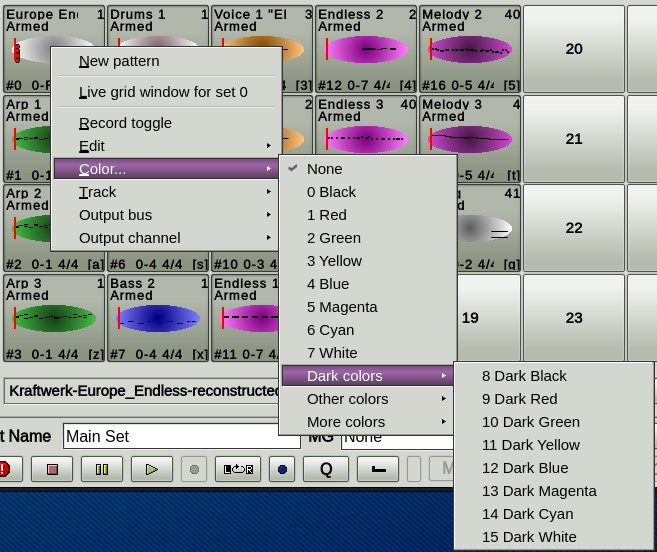 Europe En 1 Drums 1 1 Voice 1 "El 3 Endless 2 2 Melody 2 40
Armed Armed Armed Armed Armed
20
#0 0-F [3] #12 0-7 4/4 [4] #16 0-5 4/4 [5]
New pattern
Live grid window for set 0
Record toggle
Edit
Color...
Track
Output bus
Output channel
Arp 1 Endless 3 40 Melody 3 4
Armed Armed Armed
21
#1 0-5 4/4 [t]
None
0 Black
1 Red
2 Green
3 Yellow
4 Blue
5 Magenta
6 Cyan
7 White
Dark colors
Other colors
More colors
Arp 2 41
Armed
22
#2 0-1 4/4 [a] #6 0-4 4/4 [s] #10 0-3 4 0-2 4/4 [g]
Arp 3 1 Bass 2 1 Endless 1
Armed Armed Armed
19 23
#3 0-1 4/4 [z] #7 0-4 4/4 [x] #11 0-7 4/
8 Dark Black
9 Dark Red
10 Dark Green
11 Dark Yellow
12 Dark Blue
13 Dark Magenta
14 Dark Cyan
15 Dark White
Kraftwerk-Europe_Endless-reconstructed
t Name Main Set MG None
! R Q M